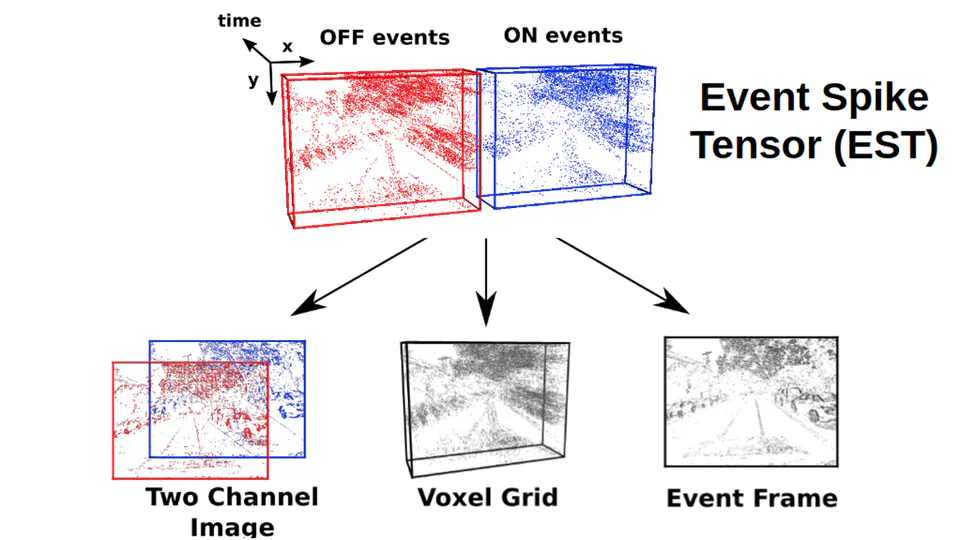 time
x
y
OFF events
ON events
Event Spike
Tensor (EST)
Two Channel
Image
Voxel Grid
Event Frame